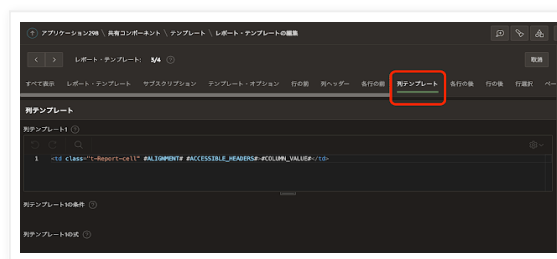 アプリケーション298 \ 共有コンポーネント \ テンプレート \ レポート・テンプレートの編集
レポート・テンプレート: 3/4
取消
すべて表示 レポート・テンプレート サブスクリプション テンプレート・オプション 行の前 列ヘッダー 各行の前 列テンプレート 各行の後 行の後 行選択 ペー
列テンプレート
列テンプレート1
1 <td class="t-Report-cell" #ALIGNMENT# #ACCESSIBLE_HEADERS#>#COLUMN_VALUE#</td>
列テンプレート1の条件
列テンプレート1の式